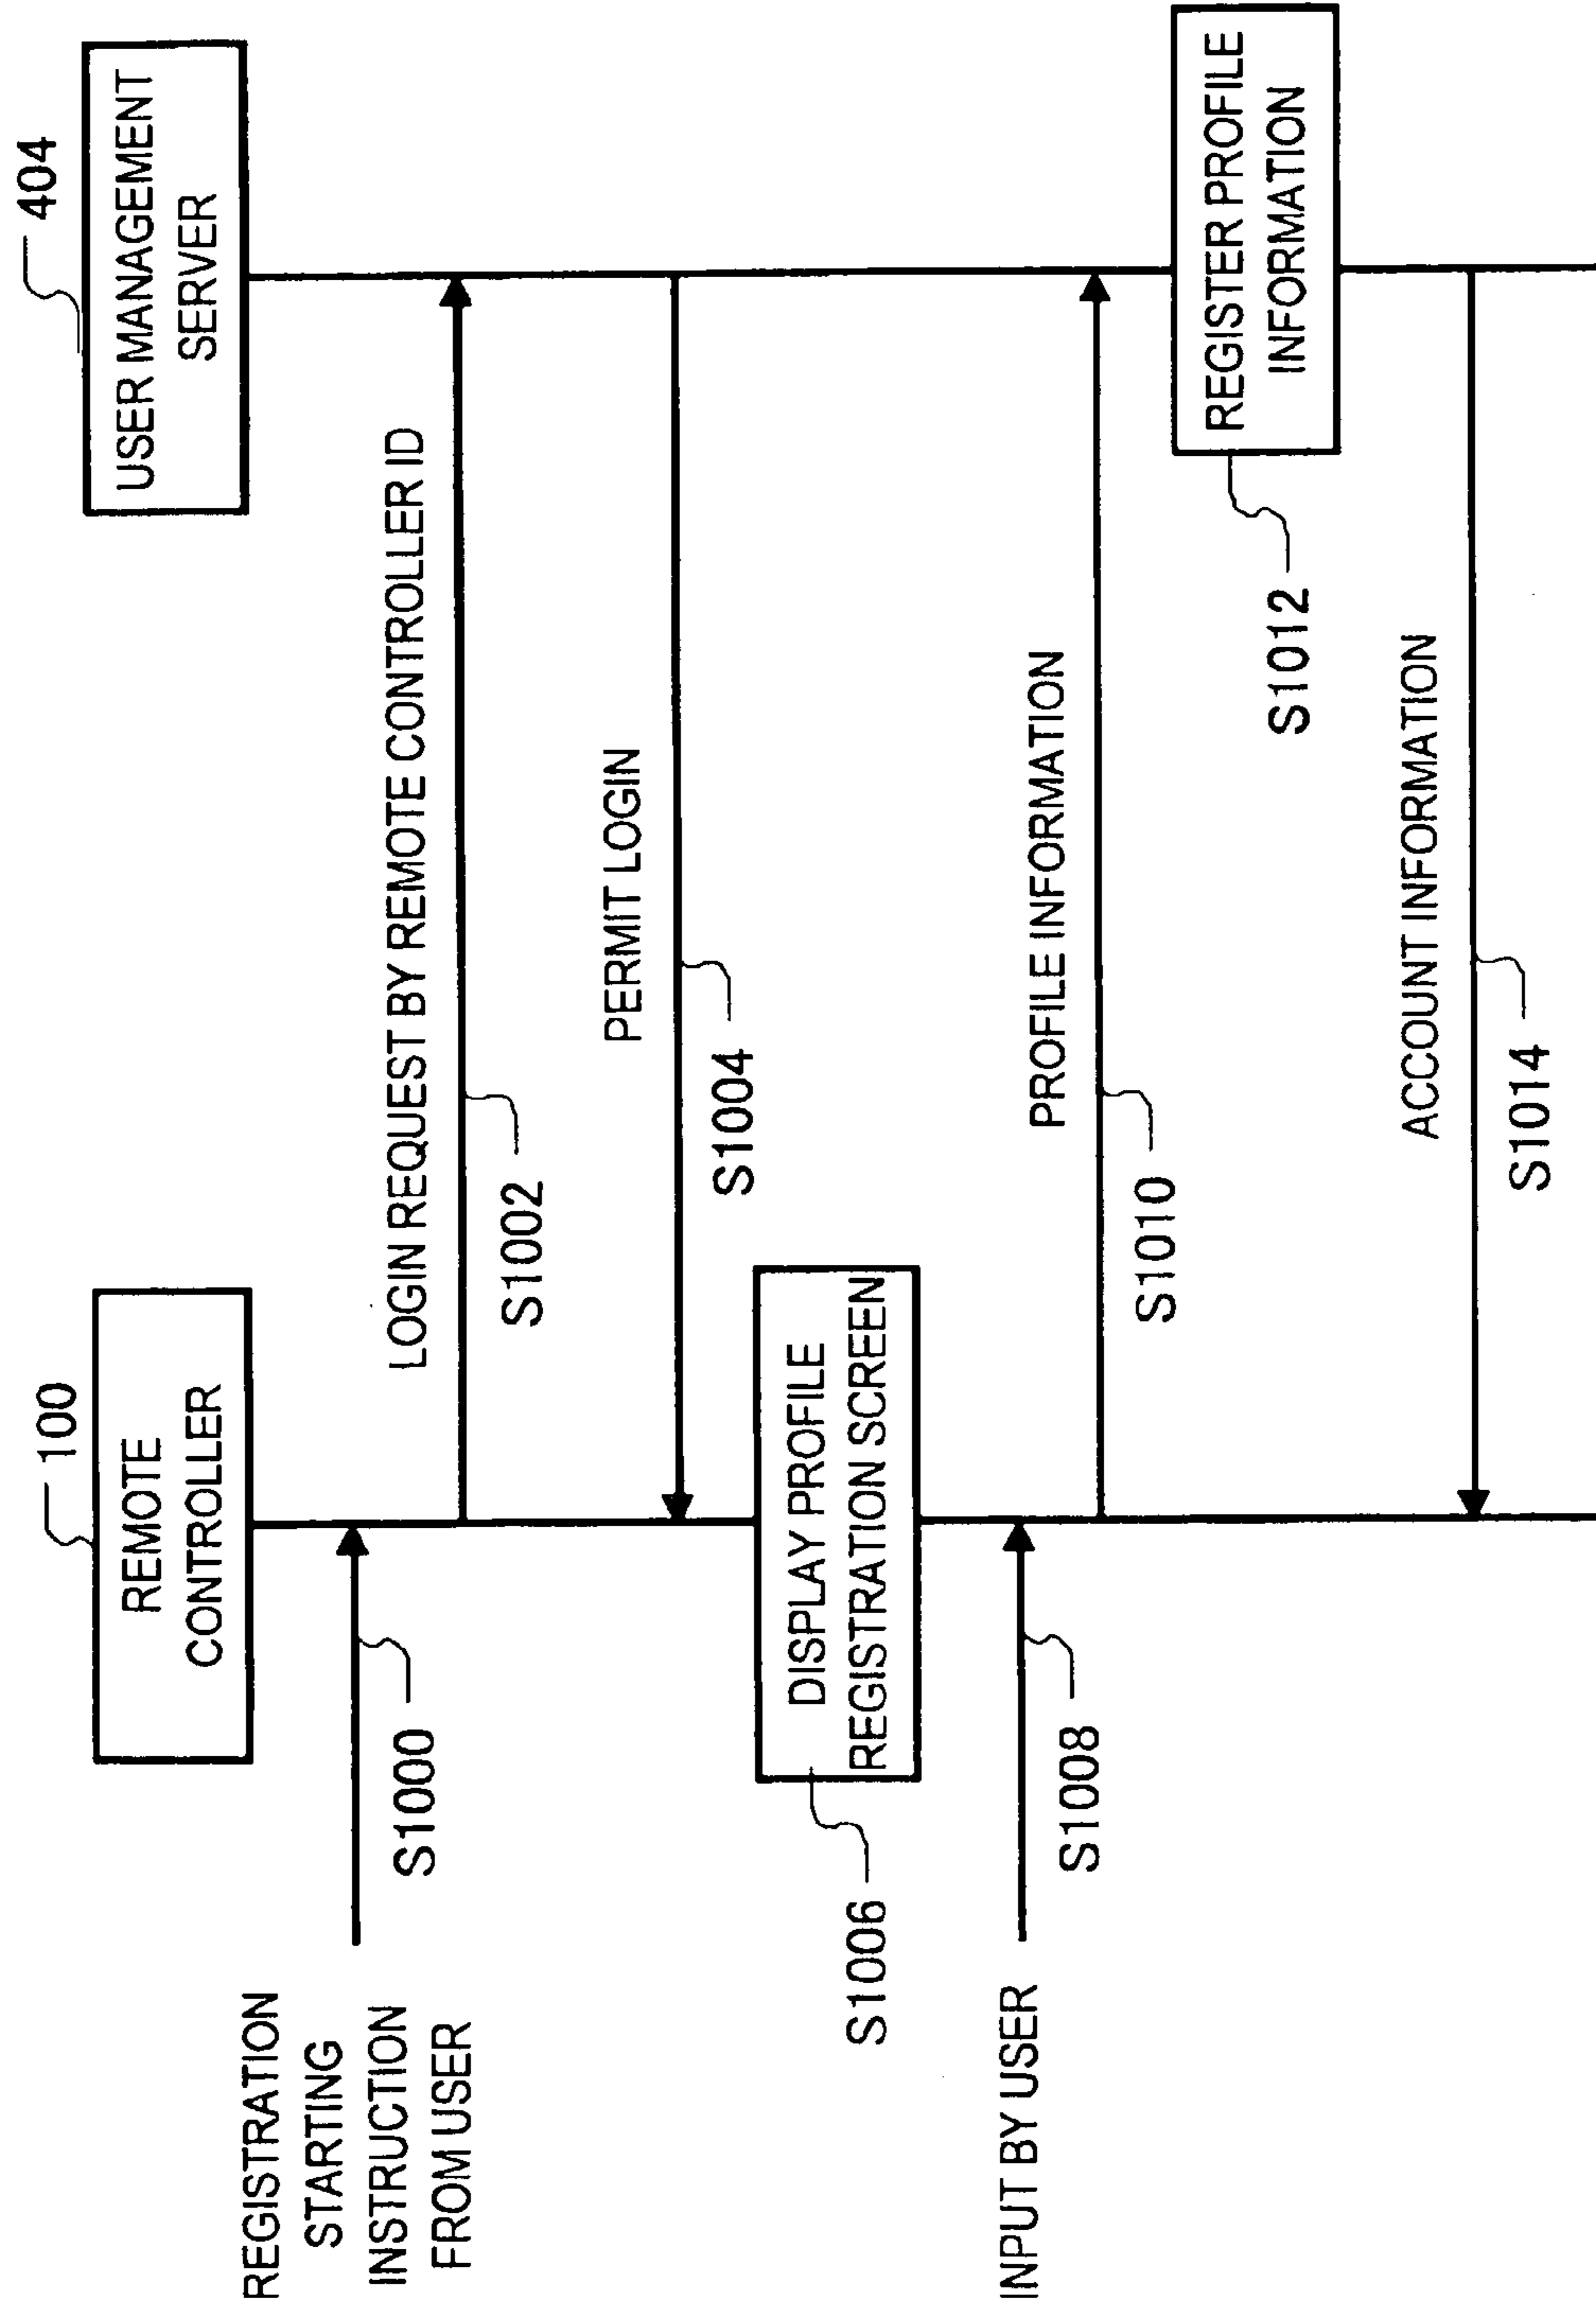 100
REMOTE
CONTROLLER
404
USER MANAGEMENT
SERVER
REGISTRATION
STARTING
INSTRUCTION
FROM USER
S1000
LOGIN REQUEST BY REMOTE CONTROLLER ID
S1002
PERMIT LOGIN
S1004
DISPLAY PROFILE
REGISTRATION SCREEN
S1006
INPUT BY USER
S1008
PROFILE INFORMATION
S1010
REGISTER PROFILE
INFORMATION
S1012
ACCOUNT INFORMATION
S1014